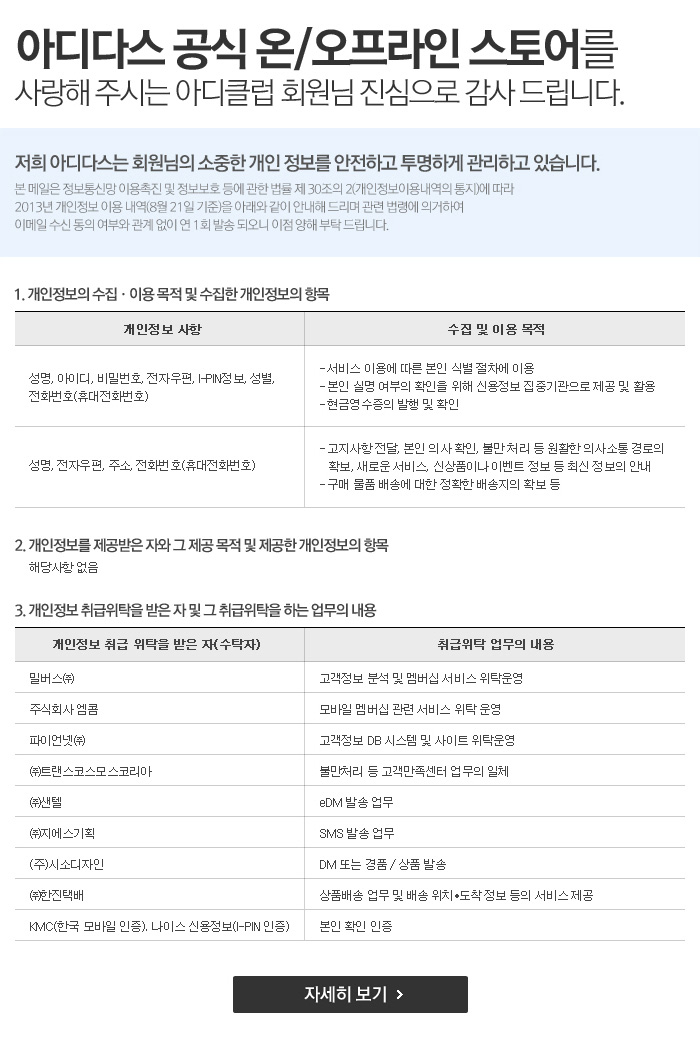 아디다스 공식 온/오프라인 스토어를
사랑해 주시는 아디클럽 회원님 진심으로 감사 드립니다.
저희 아디다스는 회원님의 소중한 개인 정보를 안전하고 투명하게 관리하고 있습니다.
본 메일은 정보통신망 이용촉진 및 정보보호 등에 관한 법률 제 30조의 2(개인정보이용내역의 통지)에 따라
2013년 개인정보 이용 내역(8월 21일 기준)을 아래와 같이 안내해 드리며 관련 법령에 의거하여
이메일 수신 동의 여부와 관계 없이 연 1회 발송 되오니 이점 양해 부탁 드립니다.
1. 개인정보의 수집 · 이용 목적 및 수집한 개인정보의 항목
개인정보 사항 수집 및 이용 목적
성명, 아이디, 비밀번호, 전자우편, I-PIN정보, 성별,
전화번호(휴대전화번호)
- 서비스 이용에 따른 본인 식별 절차에 이용
- 본인 실명 여부의 확인을 위해 신용정보 집중기관으로 제공 및 활용
- 현금영수증의 발행 및 확인
성명, 전자우편, 주소, 전화번호(휴대전화번호)
- 고지사항 전달, 본인 의사 확인, 불만 처리 등 원활한 의사소통 경로의
확보, 새로운 서비스, 신상품이나 이벤트 정보 등 최신 정보의 안내
- 구매 물품 배송에 대한 정확한 배송지의 확보 등
2. 개인정보를 제공받은 자와 그 제공 목적 및 제공한 개인정보의 항목
해당사항 없음
3. 개인정보 취급위탁을 받은 자 및 그 취급위탁을 하는 업무의 내용
개인정보 취급 위탁을 받은 자(수탁자) 취급위탁 업무의 내용
밀버스㈜ 고객정보 분석 및 멤버십 서비스 위탁운영
주식회사 엠콤 모바일 멤버십 관련 서비스 위탁 운영
파이언넷㈜ 고객정보 DB 시스템 및 사이트 위탁운영
㈜트랜스코스모스코리아 불만처리 등 고객만족센터 업무의 일체
㈜샌텔 eDM 발송 업무
㈜지에스기획 SMS 발송 업무
(주)시소디자인 DM 또는 경품 / 상품 발송
㈜한진택배 상품배송 업무 및 배송 위치•도착 정보 등의 서비스 제공
KMC(한국 모바일 인증), 나이스 신용정보(I-PIN 인증) 본인 확인 인증
자세히 보기 >